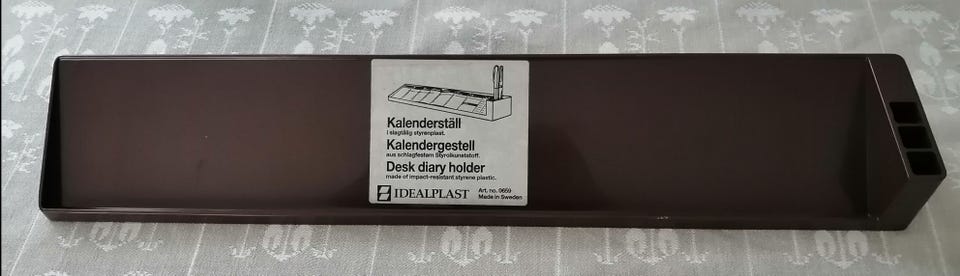 Kalenderställ
i slagtålig styrenplast.
Kalendergestell
aus schlagfestem Styrolkunststoff.
Desk diary holder
made of impact-resistant styrene plastic.
IDEALPLAST
Art. no. 0659
Made in Sweden